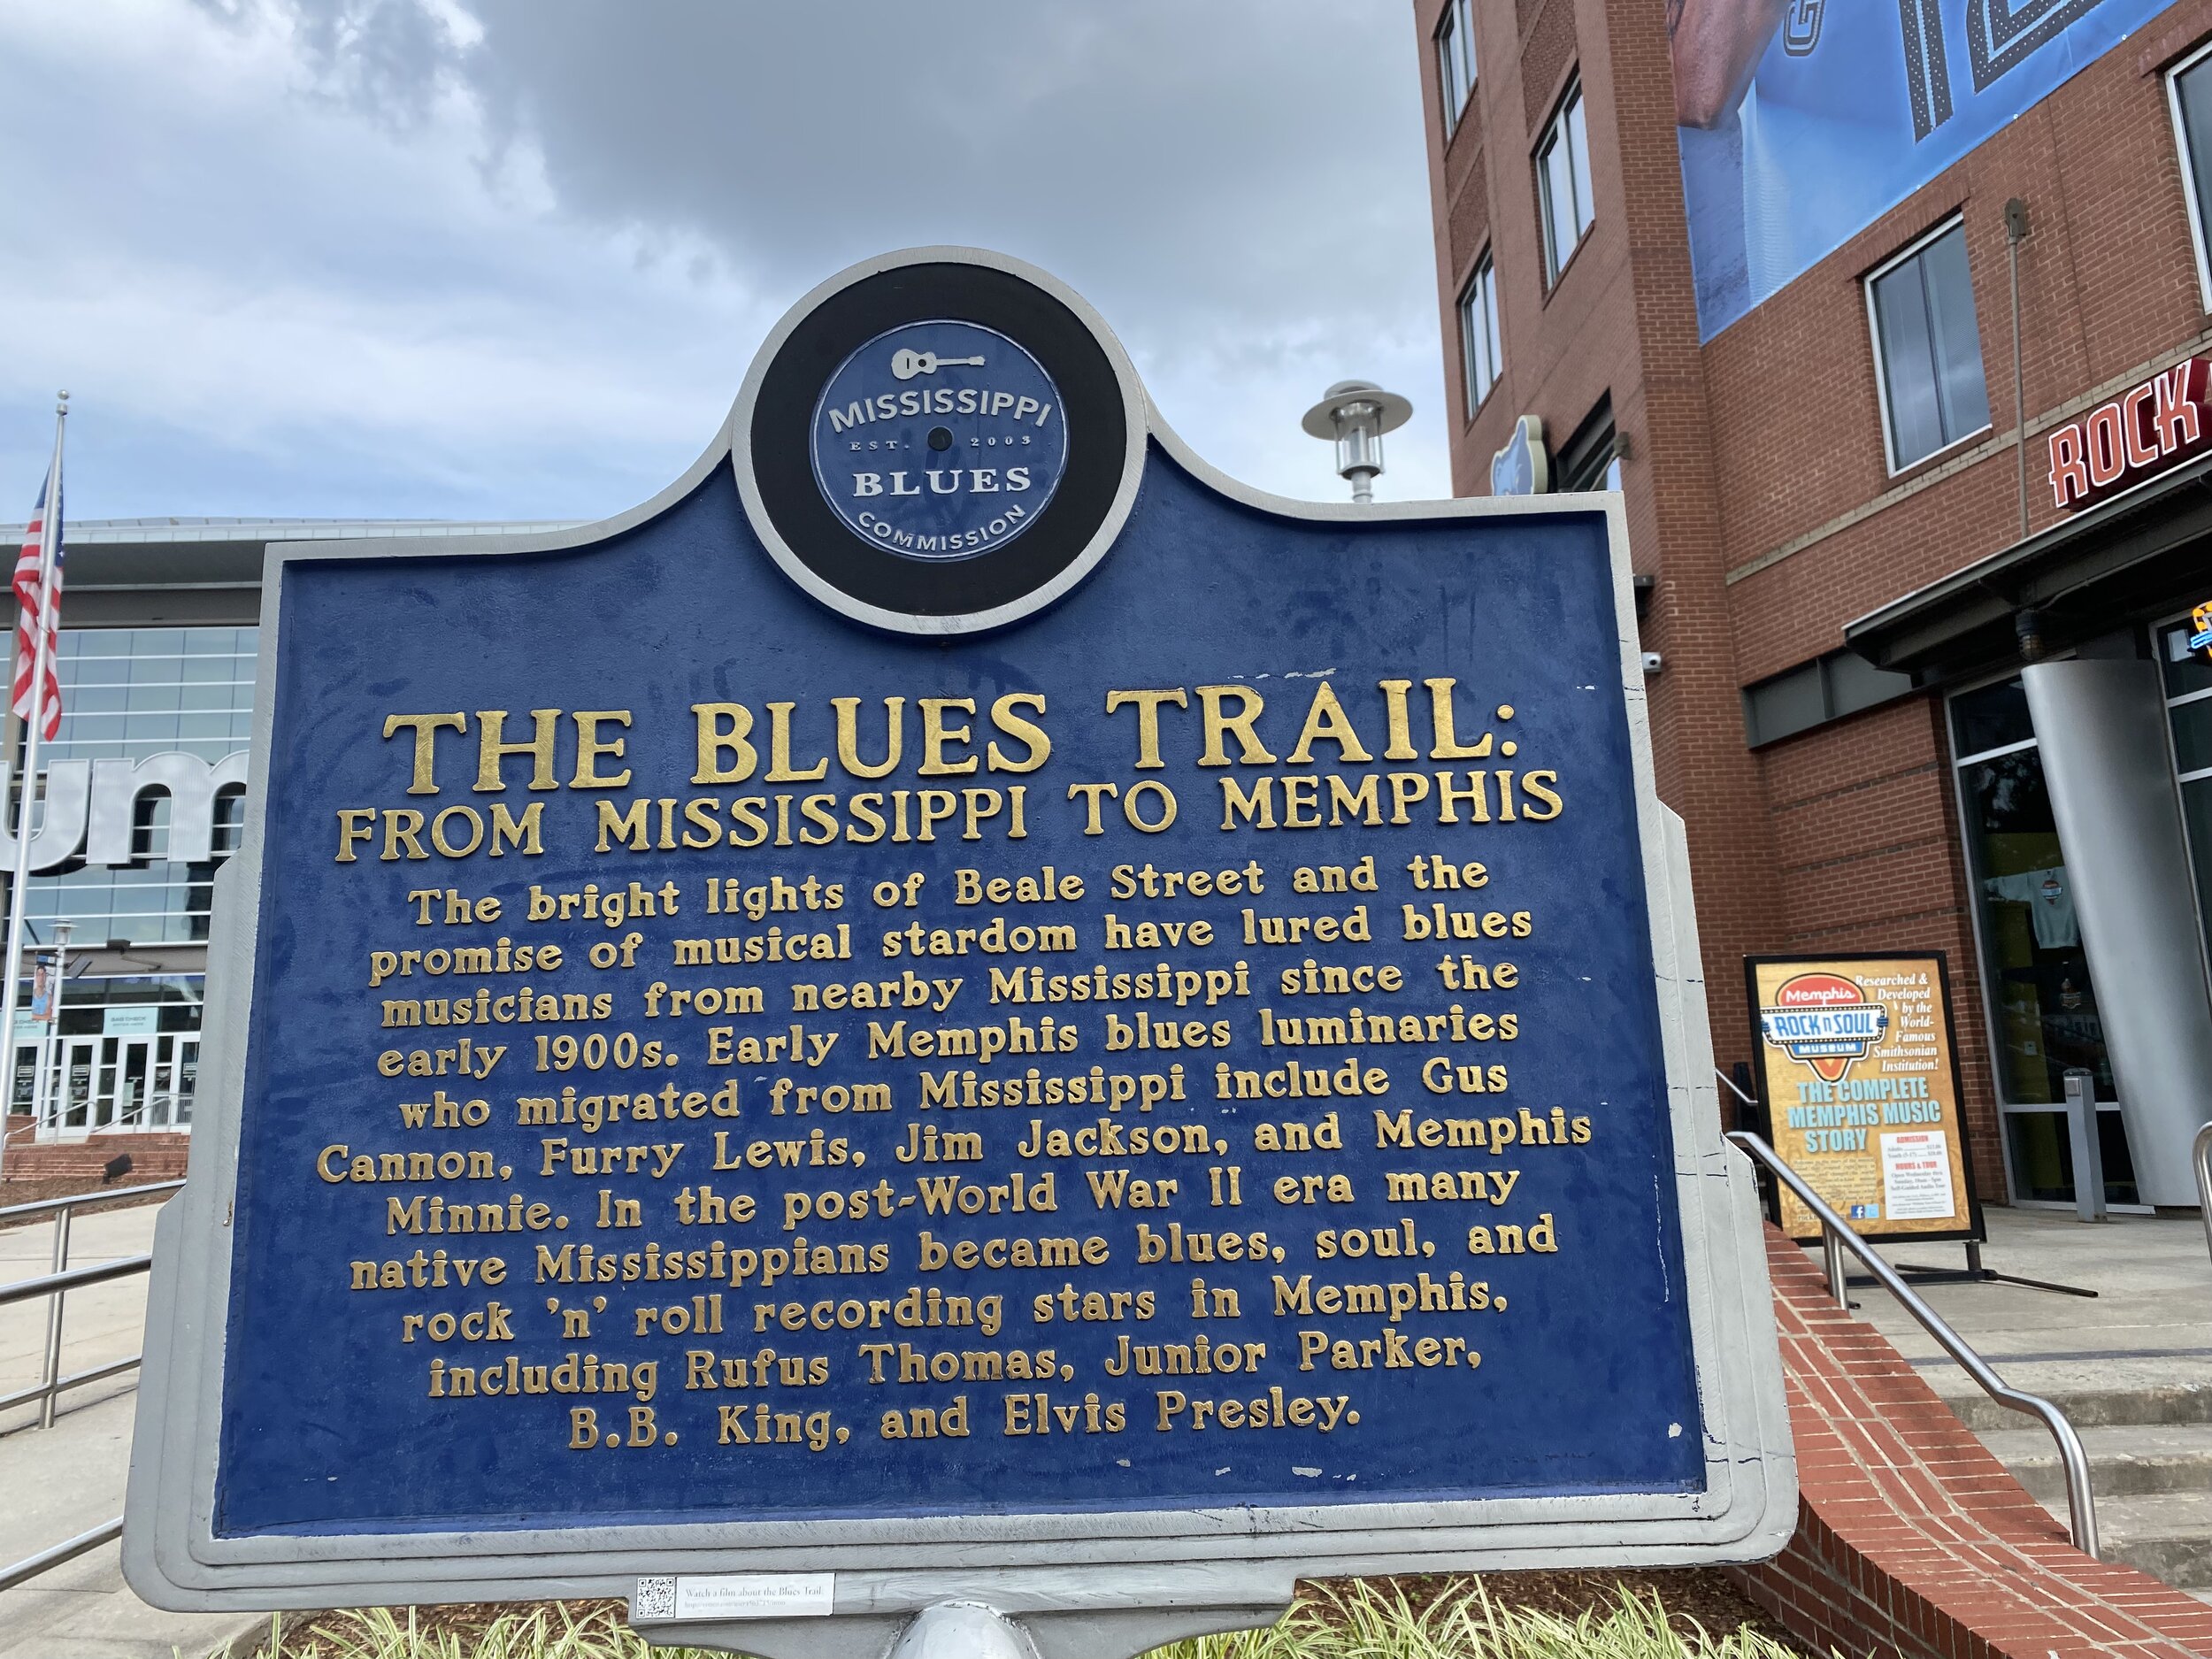 MISSISSIPPI
EST. 2003
BLUES
COMMISSION
THE BLUES TRAIL:
FROM MISSISSIPPI TO MEMPHIS
The bright lights of Beale Street and the
promise of musical stardom have lured blues
musicians from nearby Mississippi since the
early 1900s. Early Memphis blues luminaries
who migrated from Mississippi include Gus
Cannon, Furry Lewis, Jim Jackson, and Memphis
Minnie. In the post-World War II era many
native Mississippians became blues, soul, and
rock 'n' roll recording stars in Memphis,
including Rufus Thomas, Junior Parker,
B.B. King, and Elvis Presley.
Watch a film about the Blues Trail:
um
ROCK
Memphis
ROCK n SOUL
MUSEUM
Researched &
Developed
by the
World-
Famous
Smithsonian
Institution!
THE COMPLETE
MEMPHIS MUSIC
STORY
ADMISSION
HOURS & TOUR